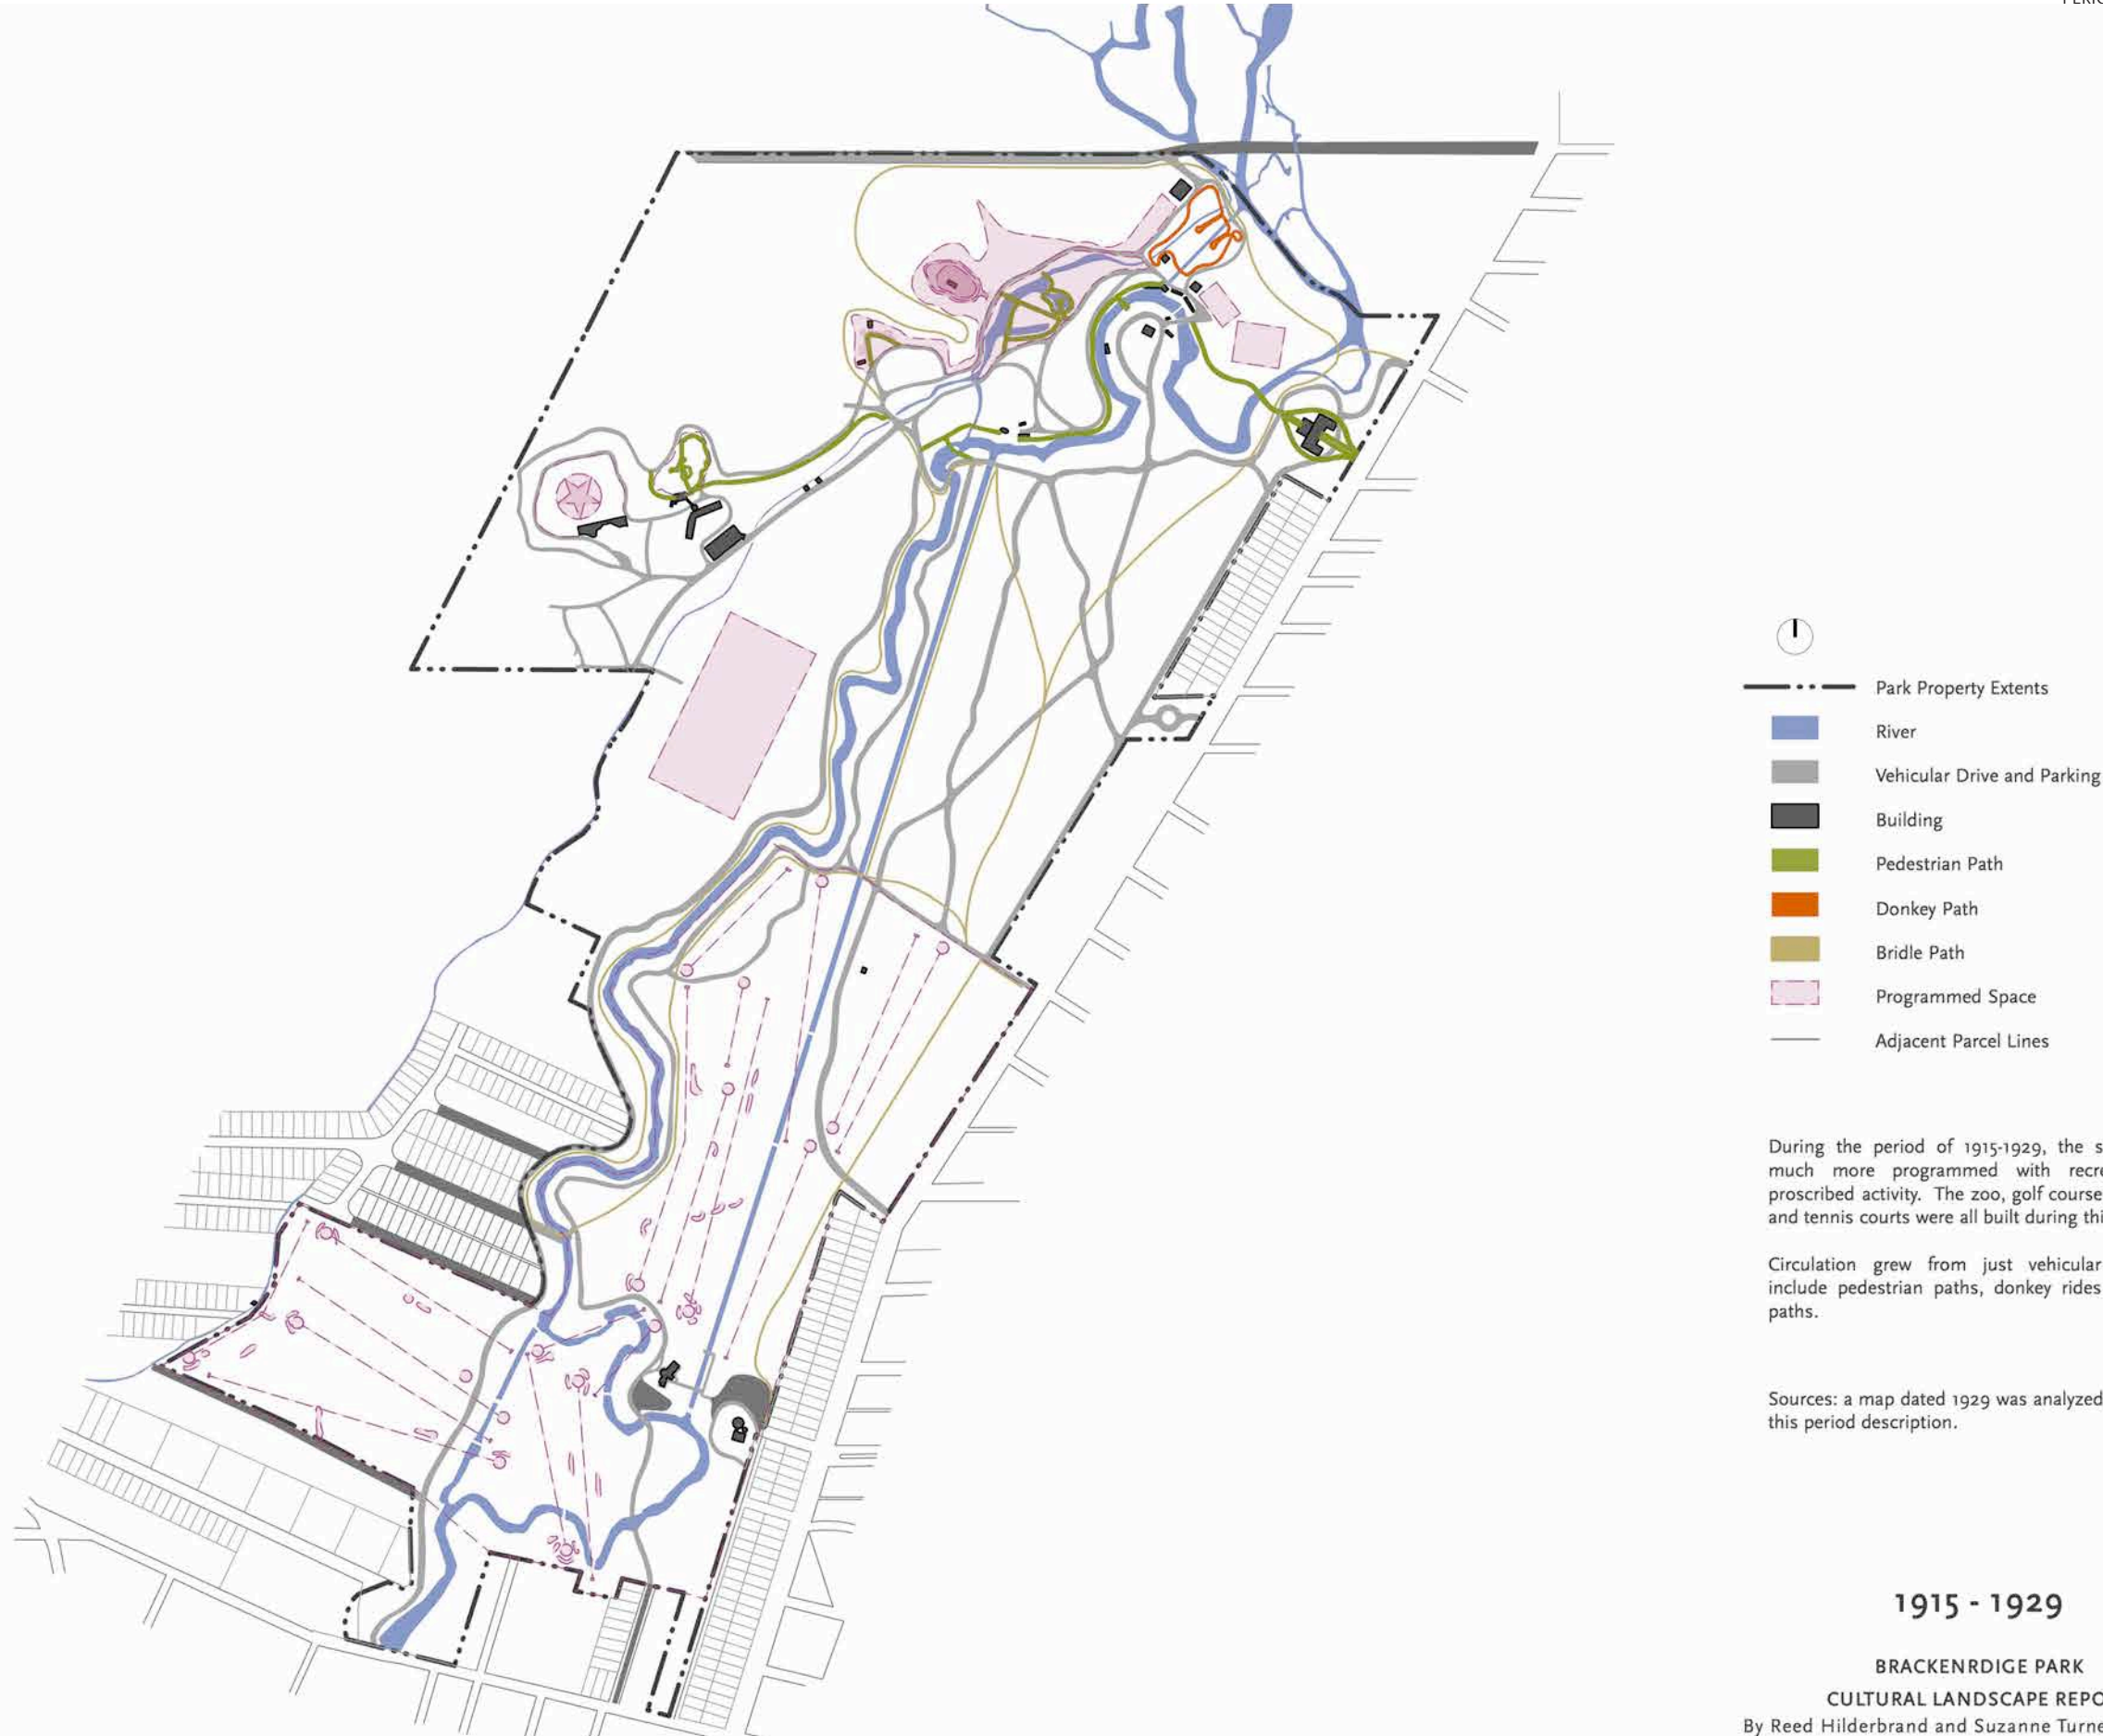 PERIO
Park Property Extents
River
Vehicular Drive and Parking
Building
Pedestrian Path
Donkey Path
Bridle Path
Programmed Space
Adjacent Parcel Lines
During the period of 1915-1929, the s
much more programmed with recre
proscribed activity. The zoo, golf course
and tennis courts were all built during thi
Circulation grew from just vehicular
include pedestrian paths, donkey rides
paths.
Sources: a map dated 1929 was analyzed
this period description.
1915 - 1929
BRACKENRDIGE PARK
CULTURAL LANDSCAPE REPO
By Reed Hilderbrand and Suzanne Turne